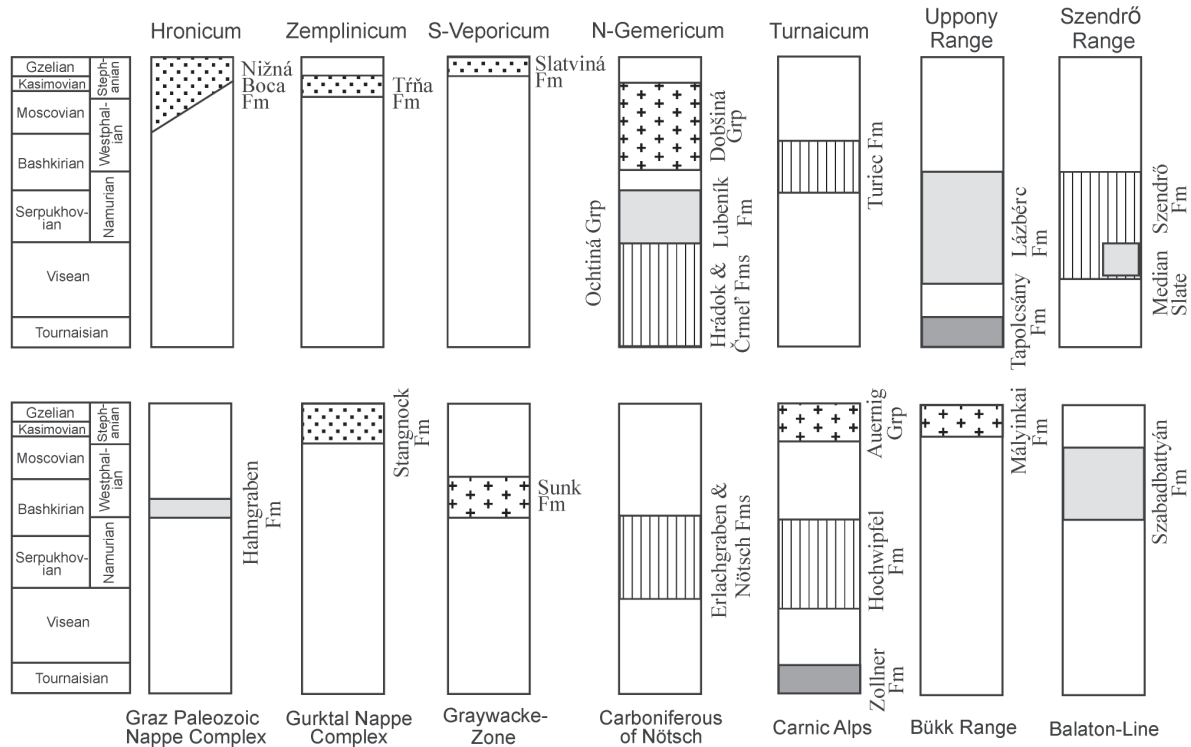 Hronicum
Zemplinicum
S-Veporicum
N-Gemericum
Turnaicum
Uppony
Range
Szendrő
Range
Gzelian
Kasimovian
Moscovian
Bashkirian
Serpukhov-
ian
Visean
Tournaisian
Steph-
anian
Westphal-
ian
Namurian
Nižná
Boca
Fm
Tŕňa
Fm
Slatviná
Fm
Dobšiná
Grp
Ochtiná Grp
Lubeník
Fm
Hrádok &
Črmeľ Fms
Turiec Fm
Lázbérc
Fm
Tapolcsány
Fm
Szendrő
Fm
Median
Slate
Gzelian
Kasimovian
Moscovian
Bashkirian
Serpukhov-
ian
Visean
Tournaisian
Steph-
anian
Westphal-
ian
Namurian
Hahngraben
Fm
Stangnock
Fm
Sunk
Fm
Erlachgraben &
Nötsch Fms
Auernig
Grp
Hochwipfel
Fm
Zollner
Fm
Mályinkai
Fm
Szabadbattyán
Fm
Graz Paleozoic
Nappe Complex
Gurktal Nappe
Complex
Graywacke-
Zone
Carboniferous
of Nötsch
Carnic Alps
Bükk Range
Balaton-Line